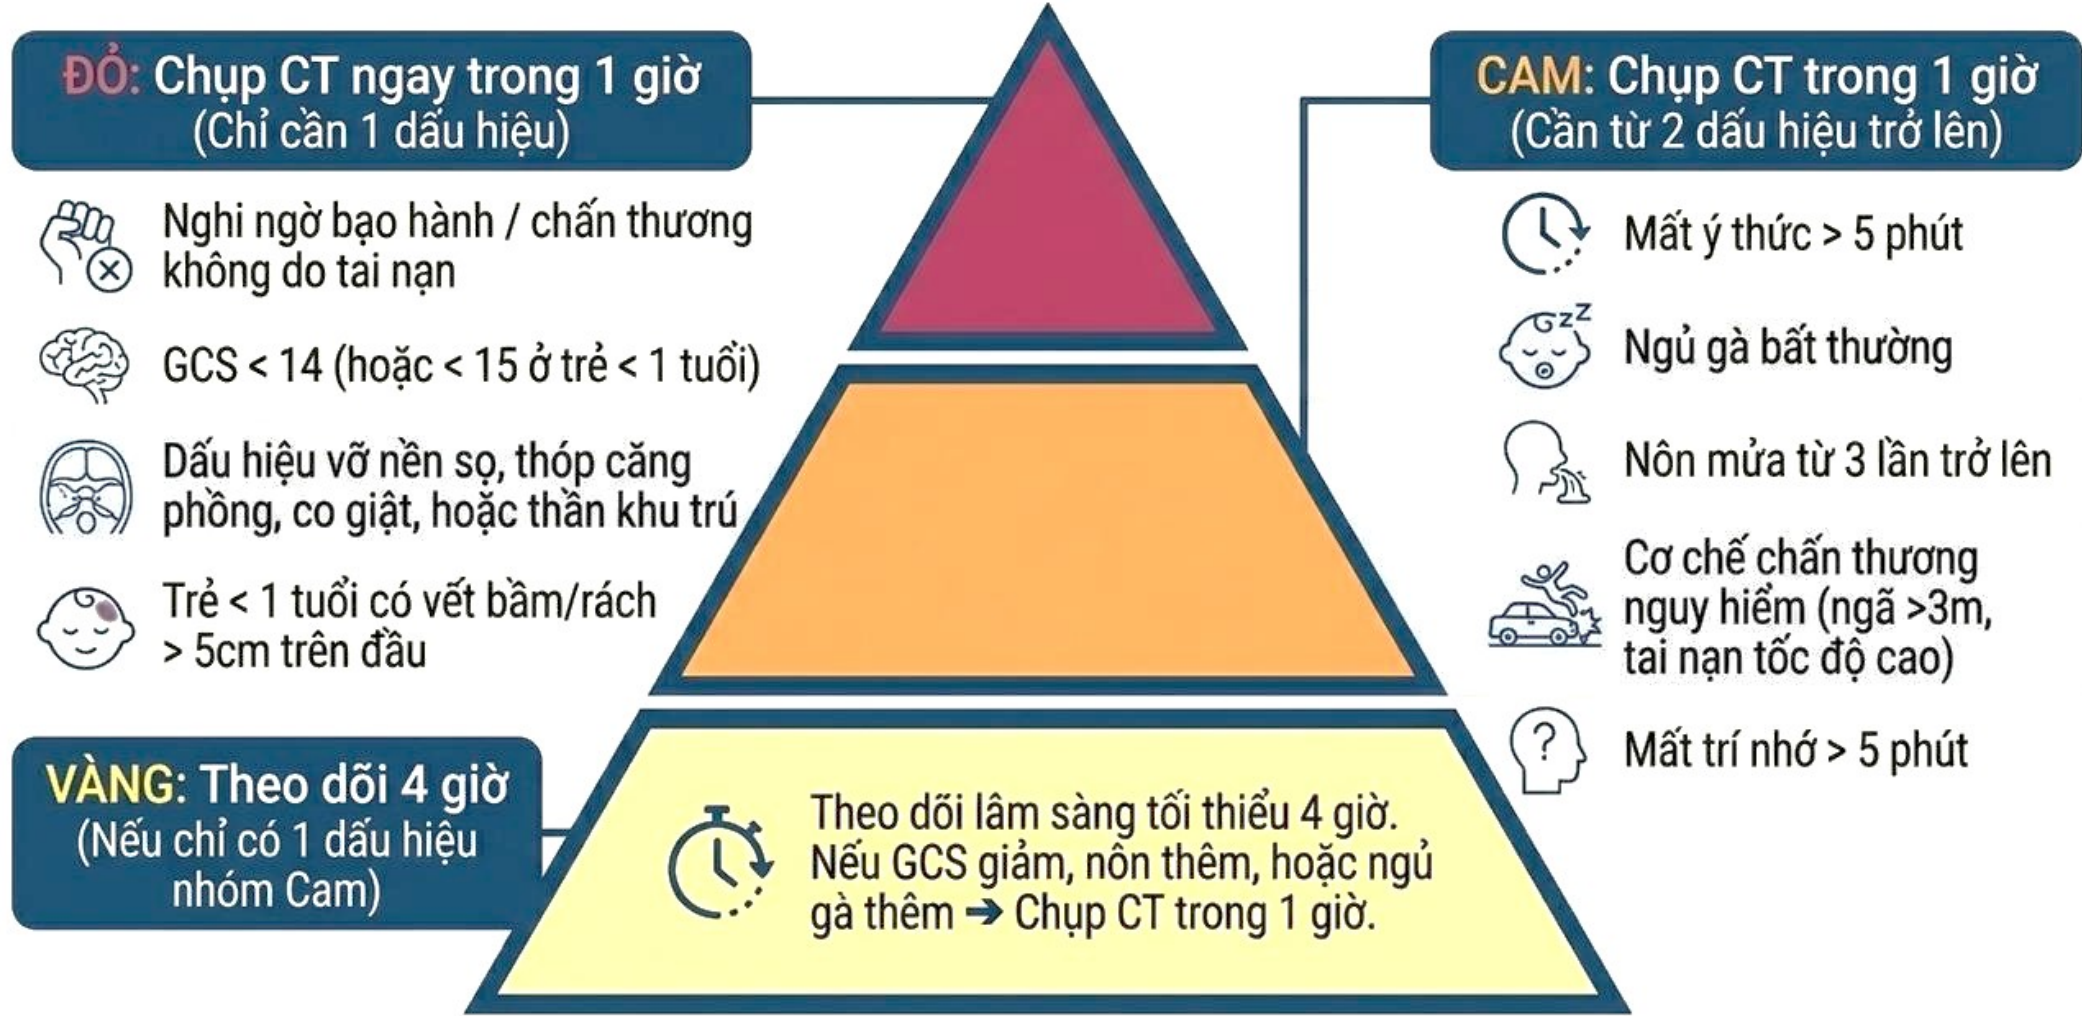 ĐỎ: Chụp CT ngay trong 1 giờ
(Chỉ cần 1 dấu hiệu)
Nghi ngờ bạo hành / chấn thương
không do tai nạn
GCS < 14 (hoặc < 15 ở trẻ < 1 tuổi)
Dấu hiệu vỡ nền sọ, thóp căng
phồng, co giật, hoặc thần khu trú
Trẻ < 1 tuổi có vết bầm/rách
> 5cm trên đầu
CAM: Chụp CT trong 1 giờ
(Cần từ 2 dấu hiệu trở lên)
Mất ý thức > 5 phút
zzZ
Ngủ gà bất thường
Nôn mửa từ 3 lần trở lên
Cơ chế chấn thương
nguy hiểm (ngã >3m,
tai nạn tốc độ cao)
?
Mất trí nhớ > 5 phút
VÀNG: Theo dõi 4 giờ
(Nếu chỉ có 1 dấu hiệu
nhóm Cam)
Theo dõi lâm sàng tối thiểu 4 giờ.
Nếu GCS giảm, nôn thêm, hoặc ngủ
gà thêm ➔ Chụp CT trong 1 giờ.